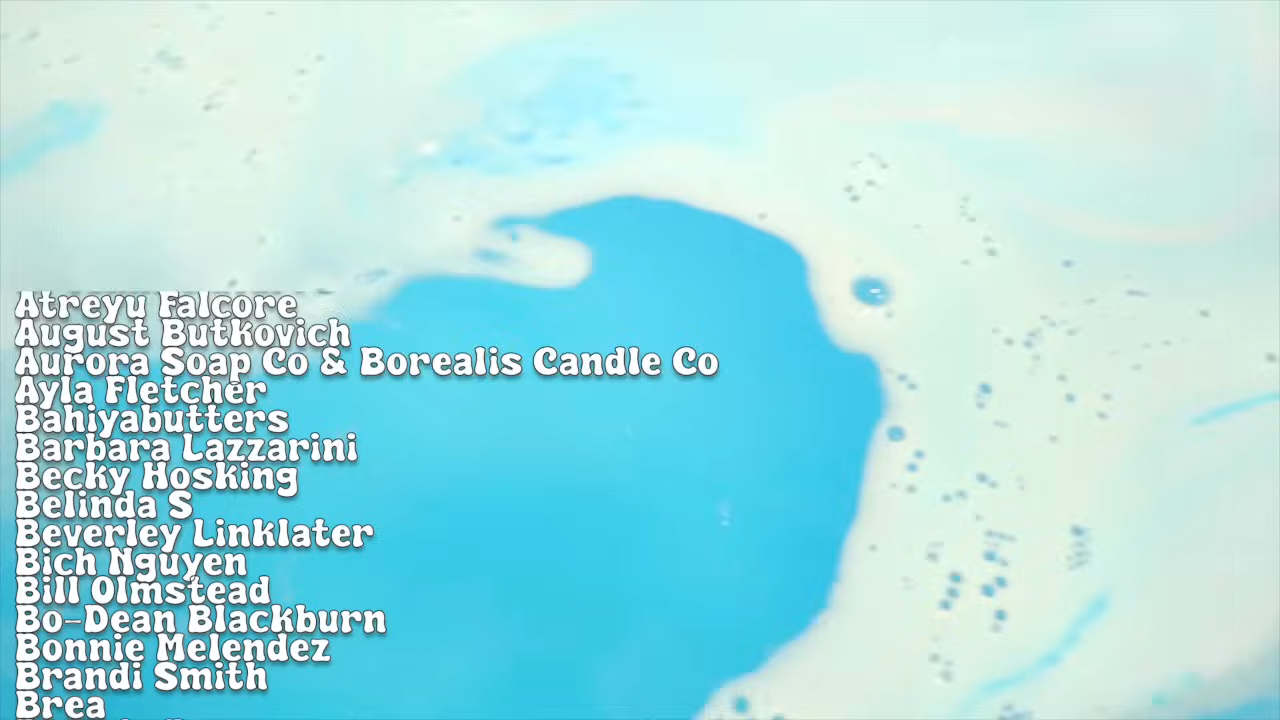 Atreyu Falcore
August Butkovich
Aurora Soap Co & Borealis Candle Co
Ayla Fletcher
Bahiyabutters
Barbara Lazzarini
Becky Hosking
Belinda S
Beverley Linklater
Bich Nguyen
Bill Olmstead
Bo-Dean Blackburn
Bonnie Melendez
Brandi Smith
Brea